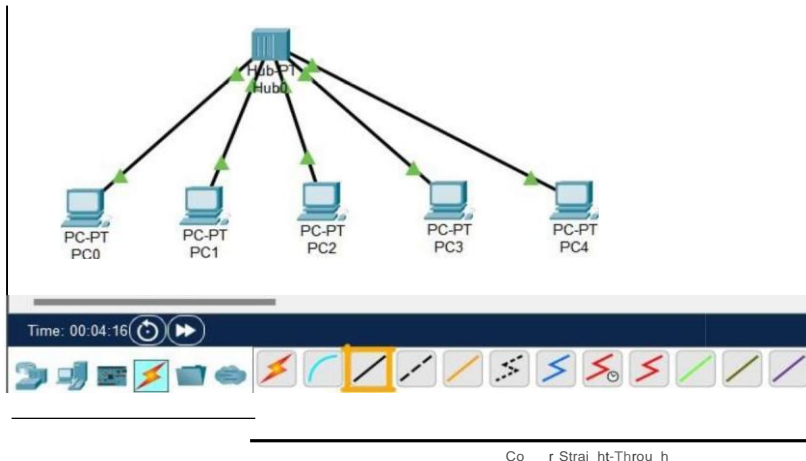 Hub-PT
Hub0
PC-PT
PC0
PC-PT
PC1
PC-PT
PC2
PC-PT
PC3
PC-PT
PC4
Time: 00:04:16